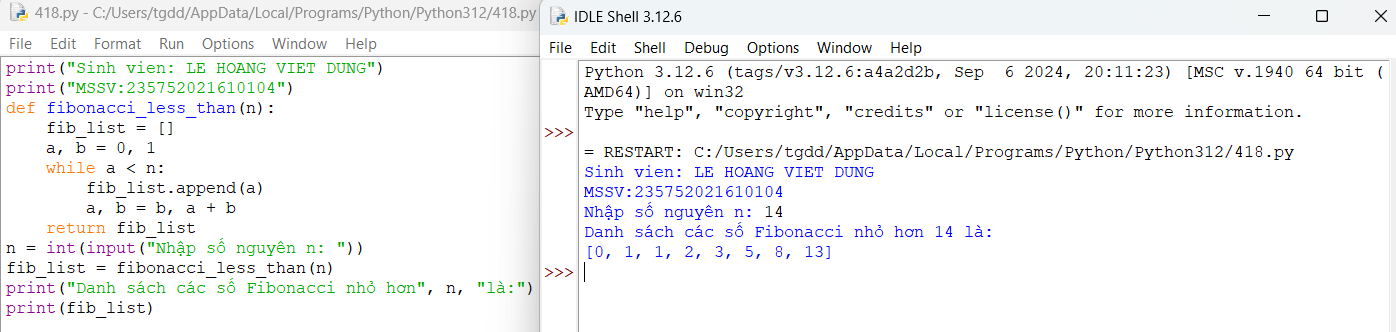 418.py - C:/Users/tgdd/AppData/Local/Programs/Python/Python312/418.py
File Edit Format Run Options Window Help
print("Sinh vien: LE HOANG VIET DUNG")
print("MSSV:235752021610104")
def fibonacci_less_than(n):
    fib_list = []
    a, b = 0, 1
    while a < n:
        fib_list.append(a)
        a, b = b, a + b
    return fib_list
n = int(input("Nhập số nguyên n: "))
fib_list = fibonacci_less_than(n)
print("Danh sách các số Fibonacci nhỏ hơn", n, "là:")
print(fib_list)
IDLE Shell 3.12.6
File Edit Shell Debug Options Window Help
Python 3.12.6 (tags/v3.12.6:a4a2d2b, Sep  6 2024, 20:11:23) [MSC v.1940 64 bit (
AMD64)] on win32
Type "help", "copyright", "credits" or "license()" for more information.
>>>
= RESTART: C:/Users/tgdd/AppData/Local/Programs/Python/Python312/418.py
Sinh vien: LE HOANG VIET DUNG
MSSV:235752021610104
Nhập số nguyên n: 14
Danh sách các số Fibonacci nhỏ hơn 14 là:
[0, 1, 1, 2, 3, 5, 8, 13]
>>>